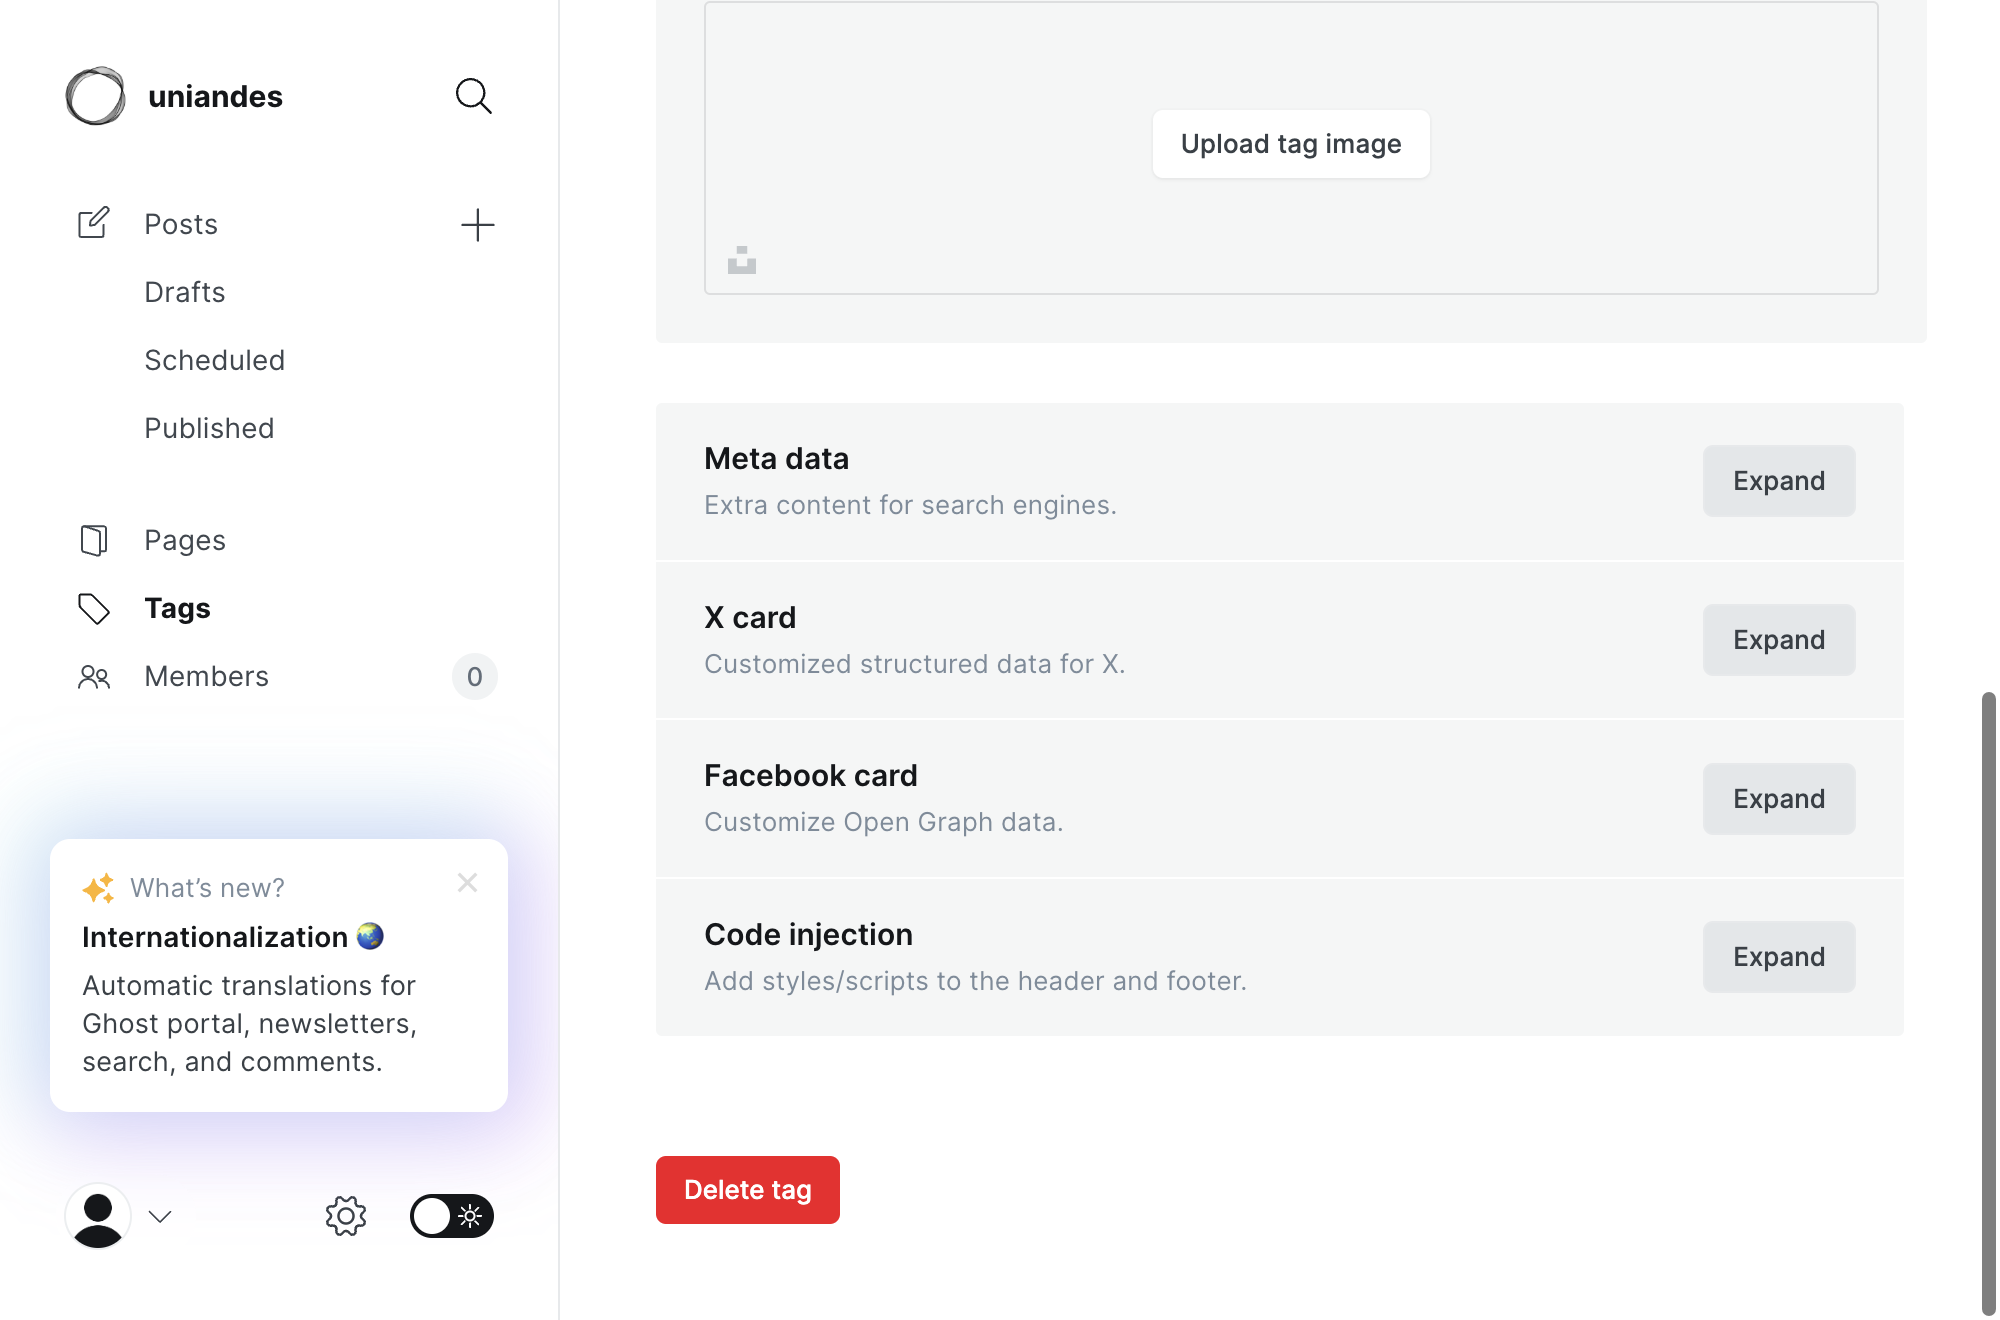 uniandes
Posts
Drafts
Scheduled
Published
Pages
Tags
Members
0
What’s new?
Internationalization
Automatic translations for
Ghost portal, newsletters,
search, and comments.
Upload tag image
Meta data
Extra content for search engines.
Expand
X card
Customized structured data for X.
Expand
Facebook card
Customize Open Graph data.
Expand
Code injection
Add styles/scripts to the header and footer.
Expand
Delete tag